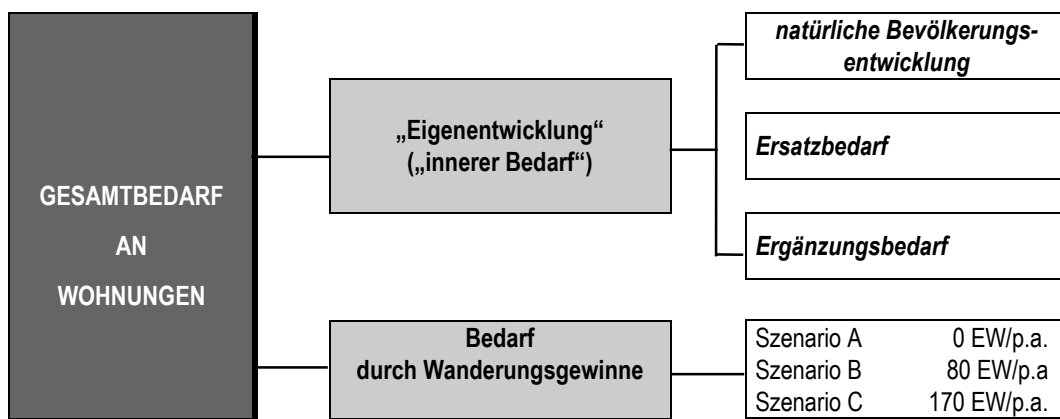 GESAMTBEDARF
AN
WOHNUNGEN
„Eigenentwicklung“
(„innerer Bedarf“)
natürliche Bevölkerungs-
entwicklung
Ersatzbedarf
Ergänzungsbedarf
Bedarf
durch Wanderungsgewinne
Szenario A 0 EW/p.a.
Szenario B 80 EW/p.a
Szenario C 170 EW/p.a.